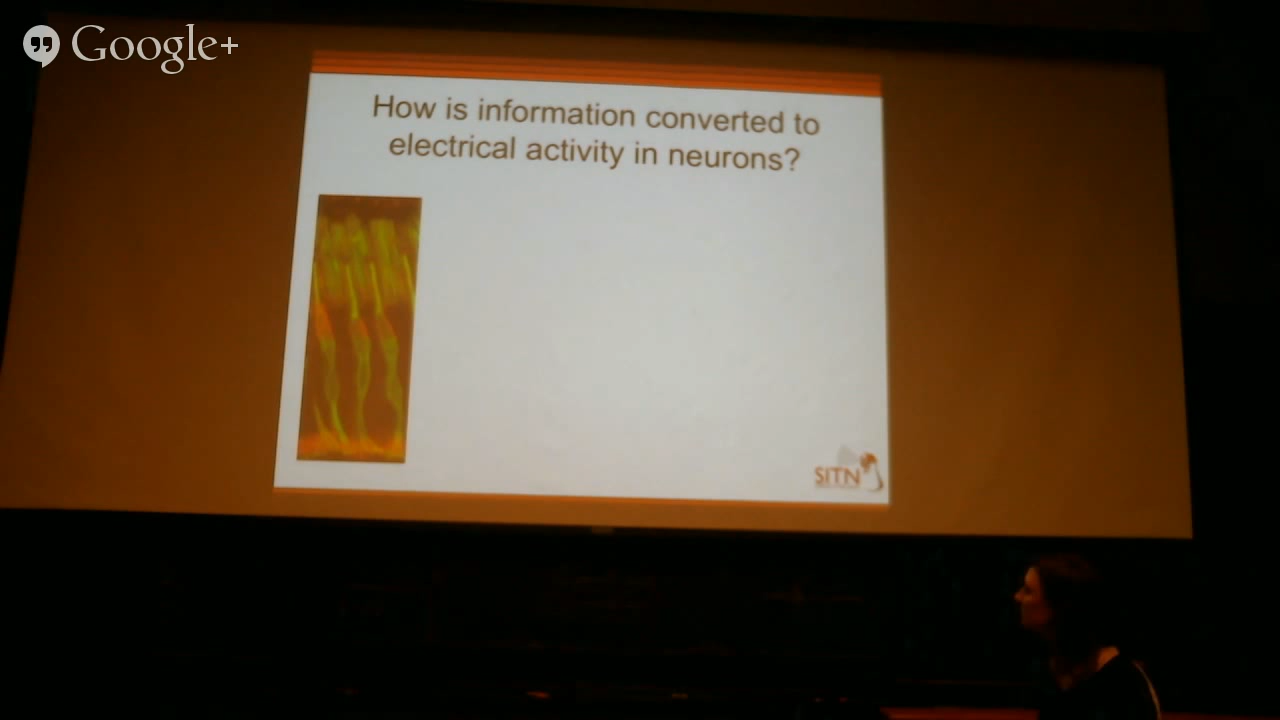 Google+
How is information converted to
electrical activity in neurons?
SITN